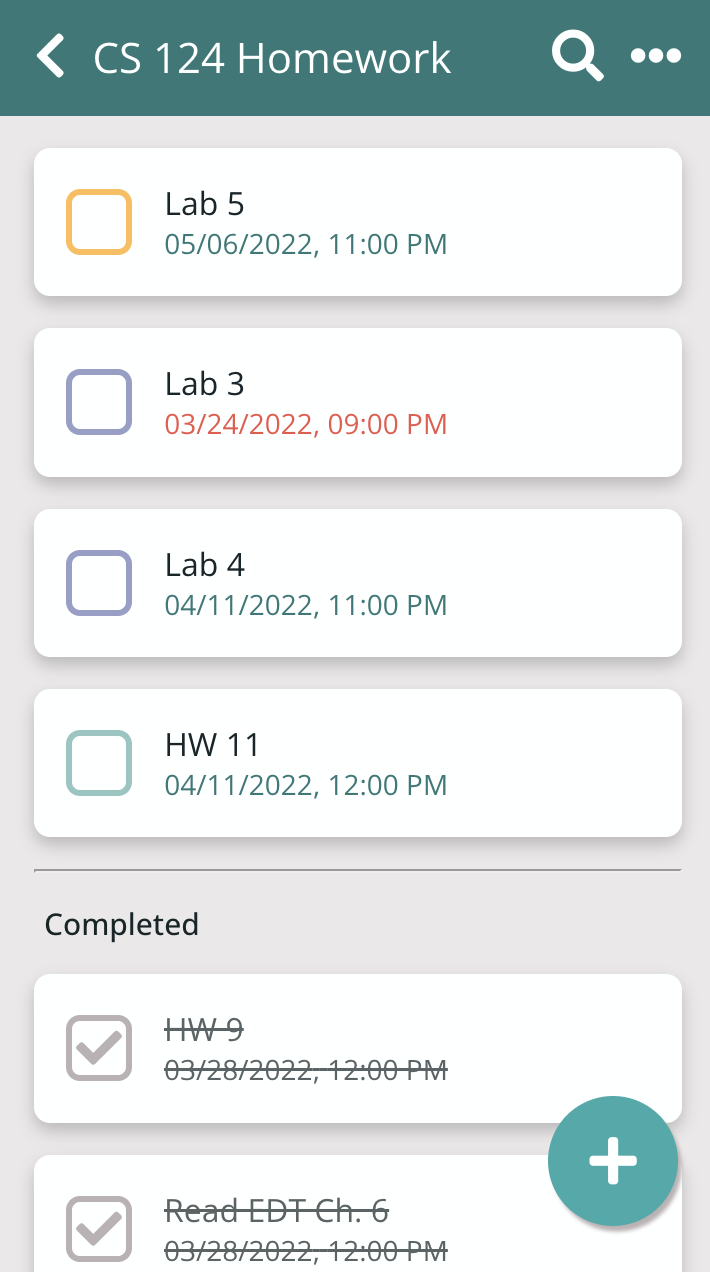 CS 124 Homework
Lab 5
05/06/2022, 11:00 PM
Lab 3
03/24/2022, 09:00 PM
Lab 4
04/11/2022, 11:00 PM
HW 11
04/11/2022, 12:00 PM
Completed
HW 9
03/28/2022, 12:00 PM
Read EDT Ch. 6
03/28/2022, 12:00 PM